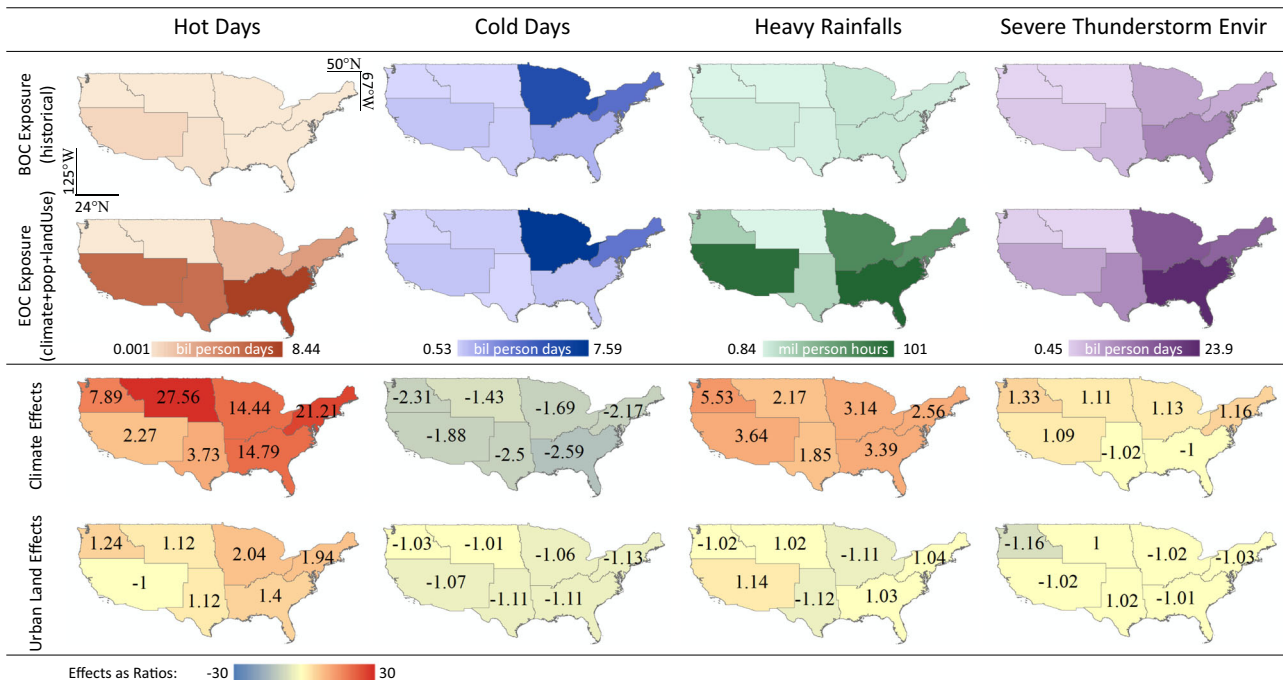 Hot Days
Cold Days
Heavy Rainfalls
Severe Thunderstorm Envir
BOC Exposure
(historical)
50°N
67°W
125°W
24°N
EOC Exposure
(climate+pop+landUse)
0.001 bil person days 8.44
0.53 bil person days 7.59
0.84 mil person hours 101
0.45 bil person days 23.9
Climate Effects
7.89 27.56 14.44 21.21
2.27 3.73 14.79
-2.31 -1.43 -1.69 -2.17
-1.88 -2.5 -2.59
5.53 2.17 3.14 2.56
3.64 1.85 3.39
1.33 1.11 1.13 1.16
1.09 -1.02 -1
Urban Land Effects
1.24 1.12 2.04 1.94
-1 1.12 1.4
-1.03 -1.01 -1.06 -1.13
-1.07 -1.11 -1.11
-1.02 1.02 -1.11 1.04
1.14 -1.12 1.03
-1.16 1 -1.02 -1.03
-1.02 1.02 -1.01
Effects as Ratios: -30 30